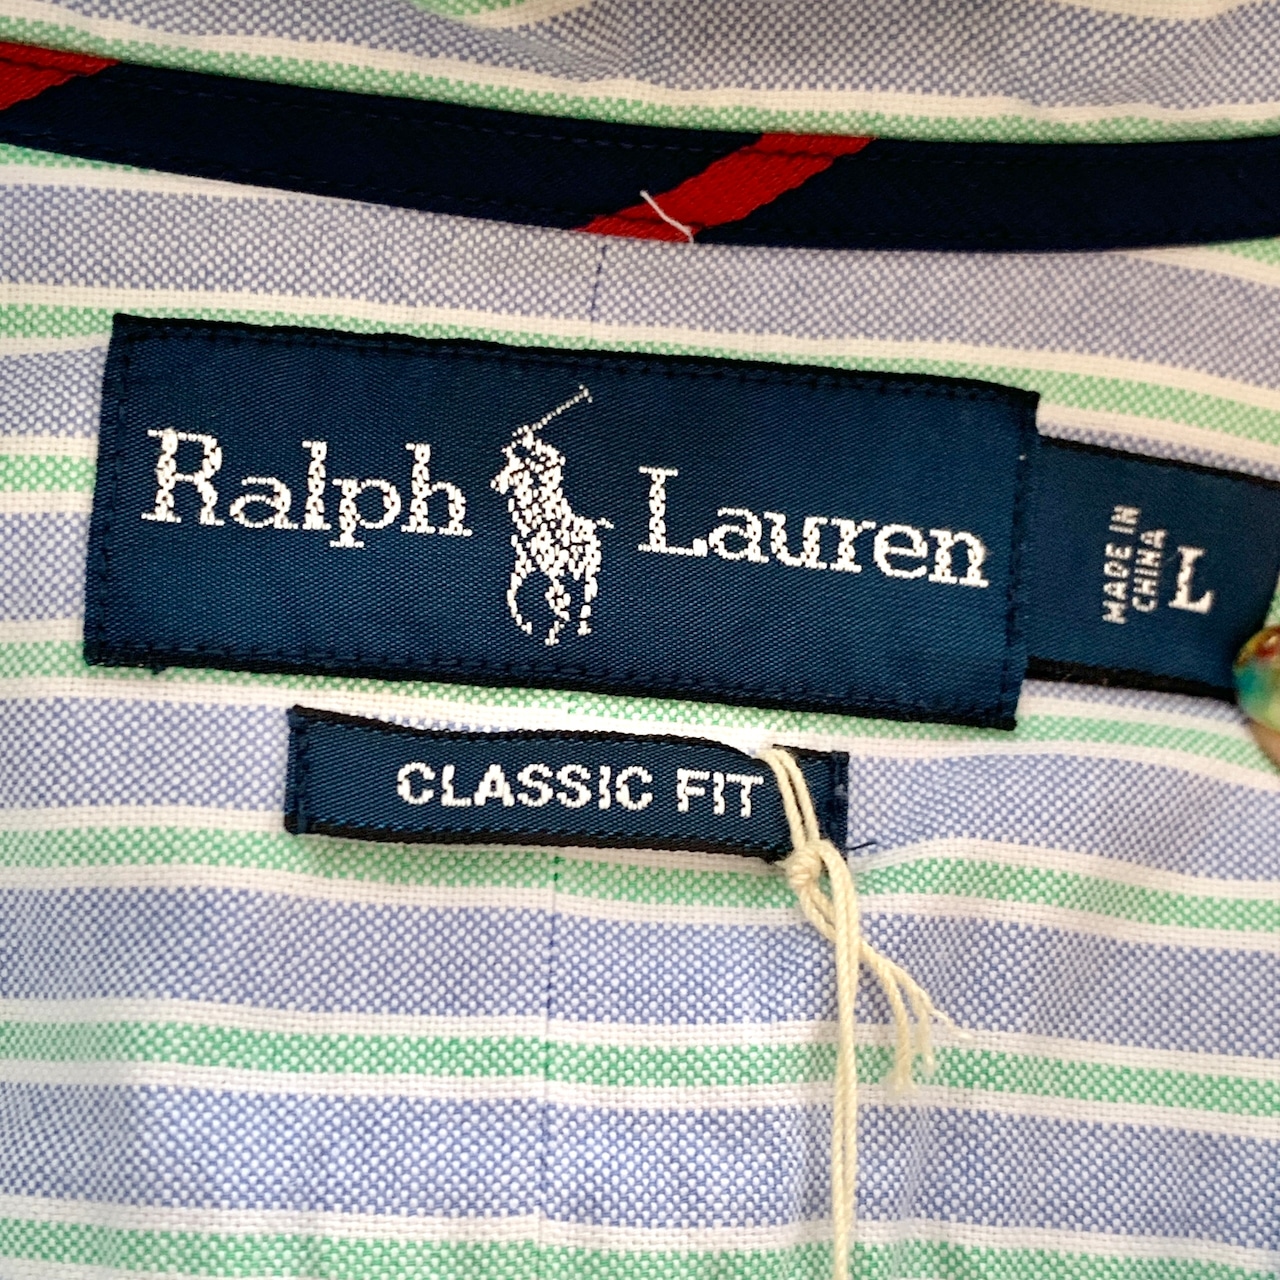 Ralph Lauren
MADE IN
CHINA
L
CLASSIC FIT